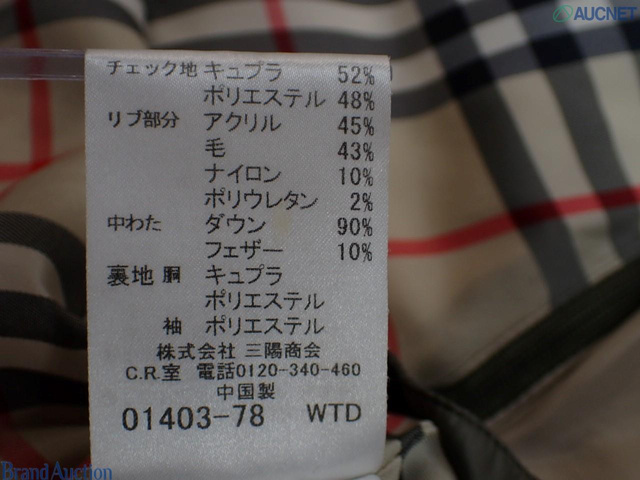 AUCNET
チェック地 キュプラ 52%
ポリエステル 48%
リブ部分 アクリル 45%
毛 43%
ナイロン 10%
ポリウレタン 2%
中わた ダウン 90%
フェザー 10%
裏地 胴 キュプラ
ポリエステル
袖 ポリエステル
株式会社 三陽商会
C.R.室 電話0120-340-460
中国製
01403-78 WTD
Brand Auction